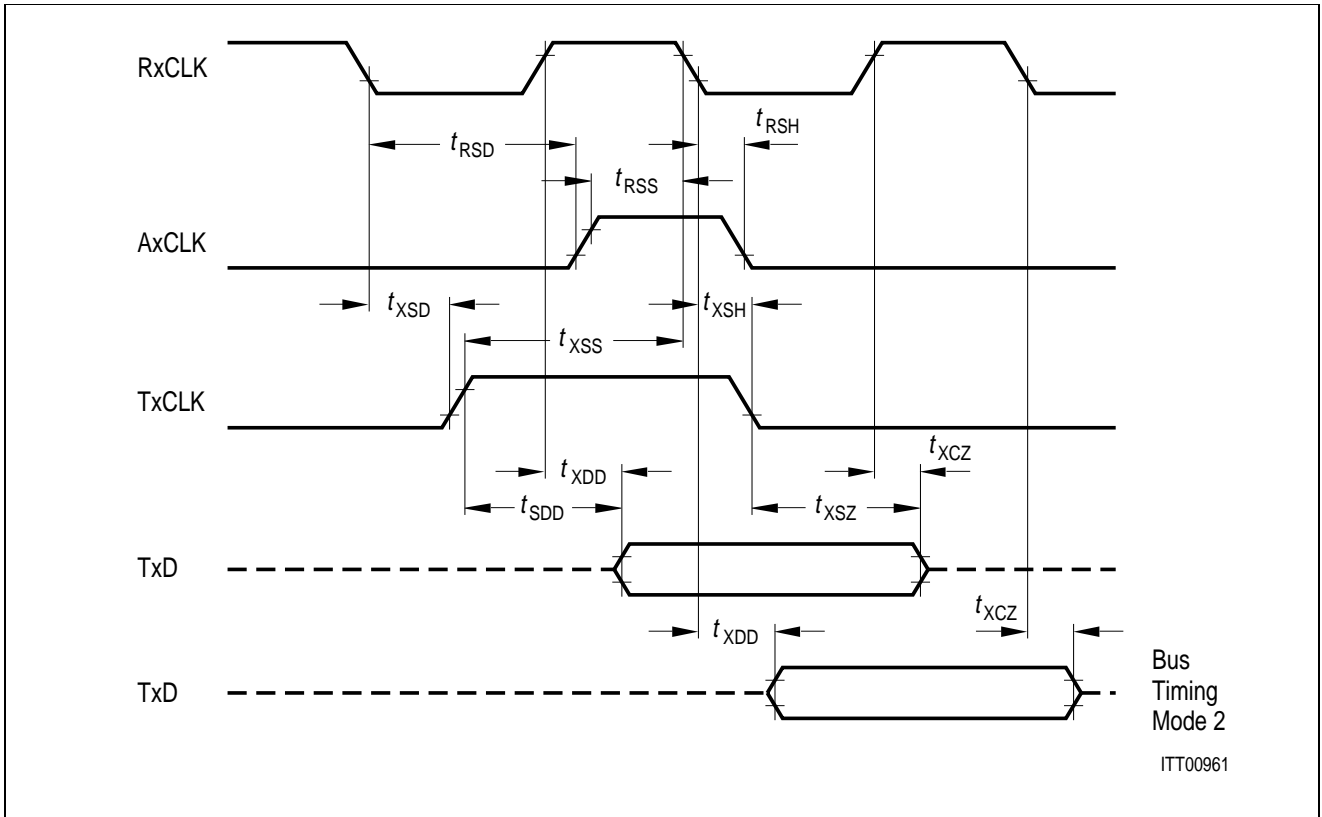 RxCLK
tRSH
tRSD
tRSS
AxCLK
tXSD
tXSH
tXSS
TxCLK
tXCZ
tXDD
tSDD
tXSZ
TxD
tXCZ
tXDD
TxD
Bus
Timing
Mode 2
ITT00961